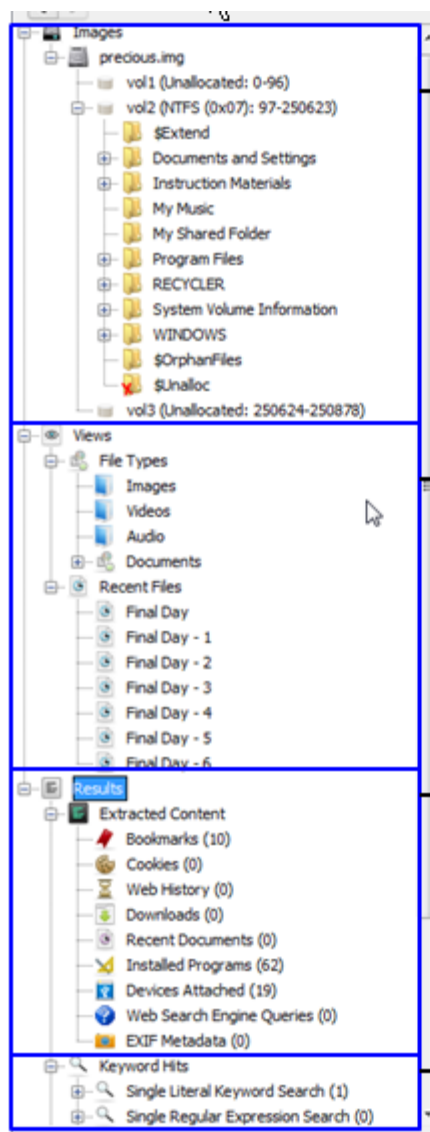 Images
precious.img
vol1 (Unallocated: 0-96)
vol2 (NTFS (0x07): 97-250623)
$Extend
Documents and Settings
Instruction Materials
My Music
My Shared Folder
Program Files
RECYCLER
System Volume Information
WINDOWS
$OrphanFiles
$Unalloc
vol3 (Unallocated: 250624-250878)
Views
File Types
Images
Videos
Audio
Documents
Recent Files
Final Day
Final Day - 1
Final Day - 2
Final Day - 3
Final Day - 4
Final Day - 5
Final Day - 6
Results
Extracted Content
Bookmarks (10)
Cookies (0)
Web History (0)
Downloads (0)
Recent Documents (0)
Installed Programs (62)
Devices Attached (19)
Web Search Engine Queries (0)
EXIF Metadata (0)
Keyword Hits
Single Literal Keyword Search (1)
Single Regular Expression Search (0)